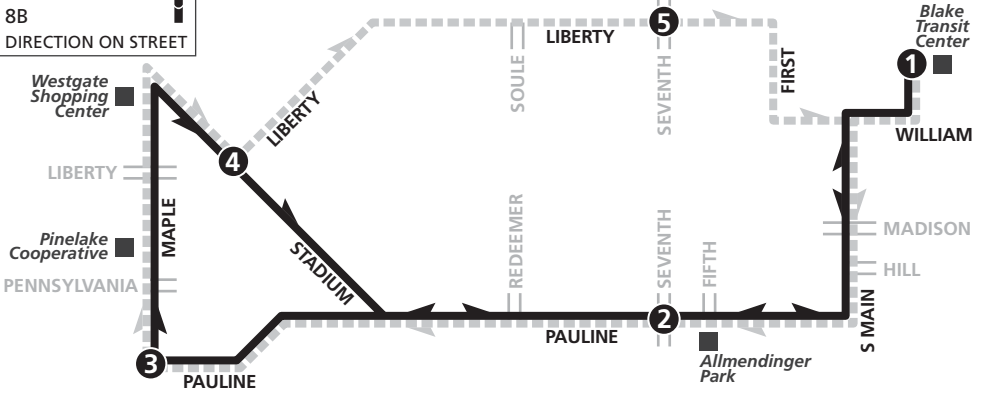 8B
DIRECTION ON STREET
Blake
Transit
Center
1
5
LIBERTY
SOULE
SEVENTH
FIRST
WILLIAM
Westgate
Shopping
Center
LIBERTY
4
LIBERTY
MAPLE
Pinelake
Cooperative
PENNSYLVANIA
STADIUM
REDEEMER
SEVENTH
FIFTH
MADISON
HILL
S MAIN
2
PAULINE
Allmendinger
Park
3
PAULINE